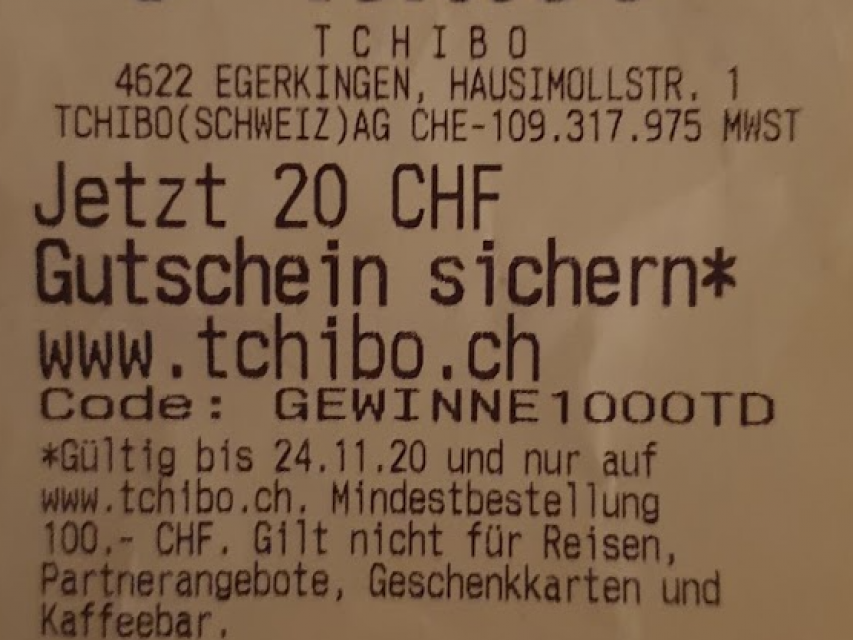 T C H I B O
4622 EGERKINGEN, HAUSIMOLLSTR. 1
TCHIBO(SCHWEIZ)AG CHE-109.317.975 MWST
Jetzt 20 CHF
Gutschein sichern*
www.tchibo.ch
Code: GEWINNE1000TD
*Gültig bis 24.11.20 und nur auf
www.tchibo.ch. Mindestbestellung
100.- CHF. Gilt nicht für Reisen,
Partnerangebote, Geschenkkarten und
Kaffeebar.